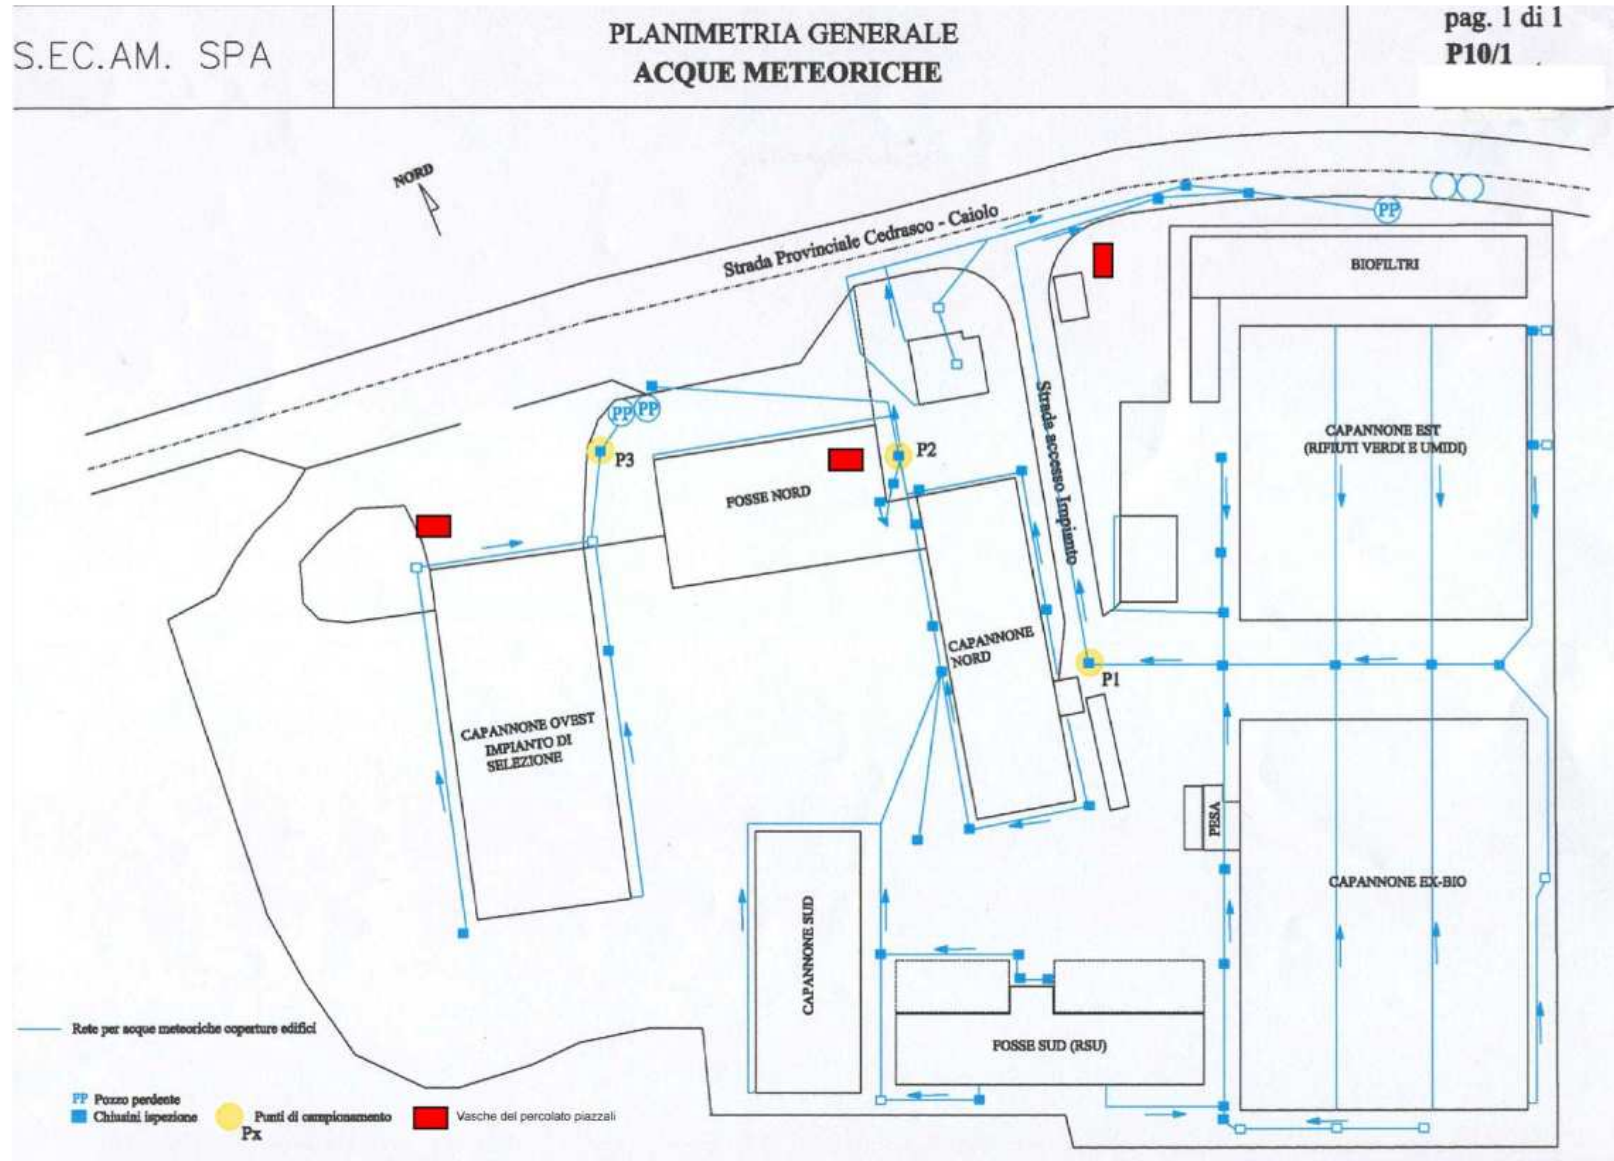 S.EC.AM. SPA
PLANIMETRIA GENERALE
ACQUE METEORICHE
pag. 1 di 1
P10/1
NORD
Strada Provinciale Cedrasco - Caiolo
PP
BIOFILTRI
Strada accesso Impianto
PP PP
P3
P2
CAPANNONE EST
(RIFIUTI VERDI E UMIDI)
FOSSE NORD
CAPANNONE
NORD
P1
CAPANNONE OVEST
IMPIANTO DI
SELEZIONE
PESA
CAPANNONE EX-BIO
CAPANNONE SUD
FOSSE SUD (RSU)
Rete per acque meteoriche coperture edifici
PP Pozzo perdente
Chiusini ispezione
Punti di campionamento
Px
Vasche del percolato piazzali